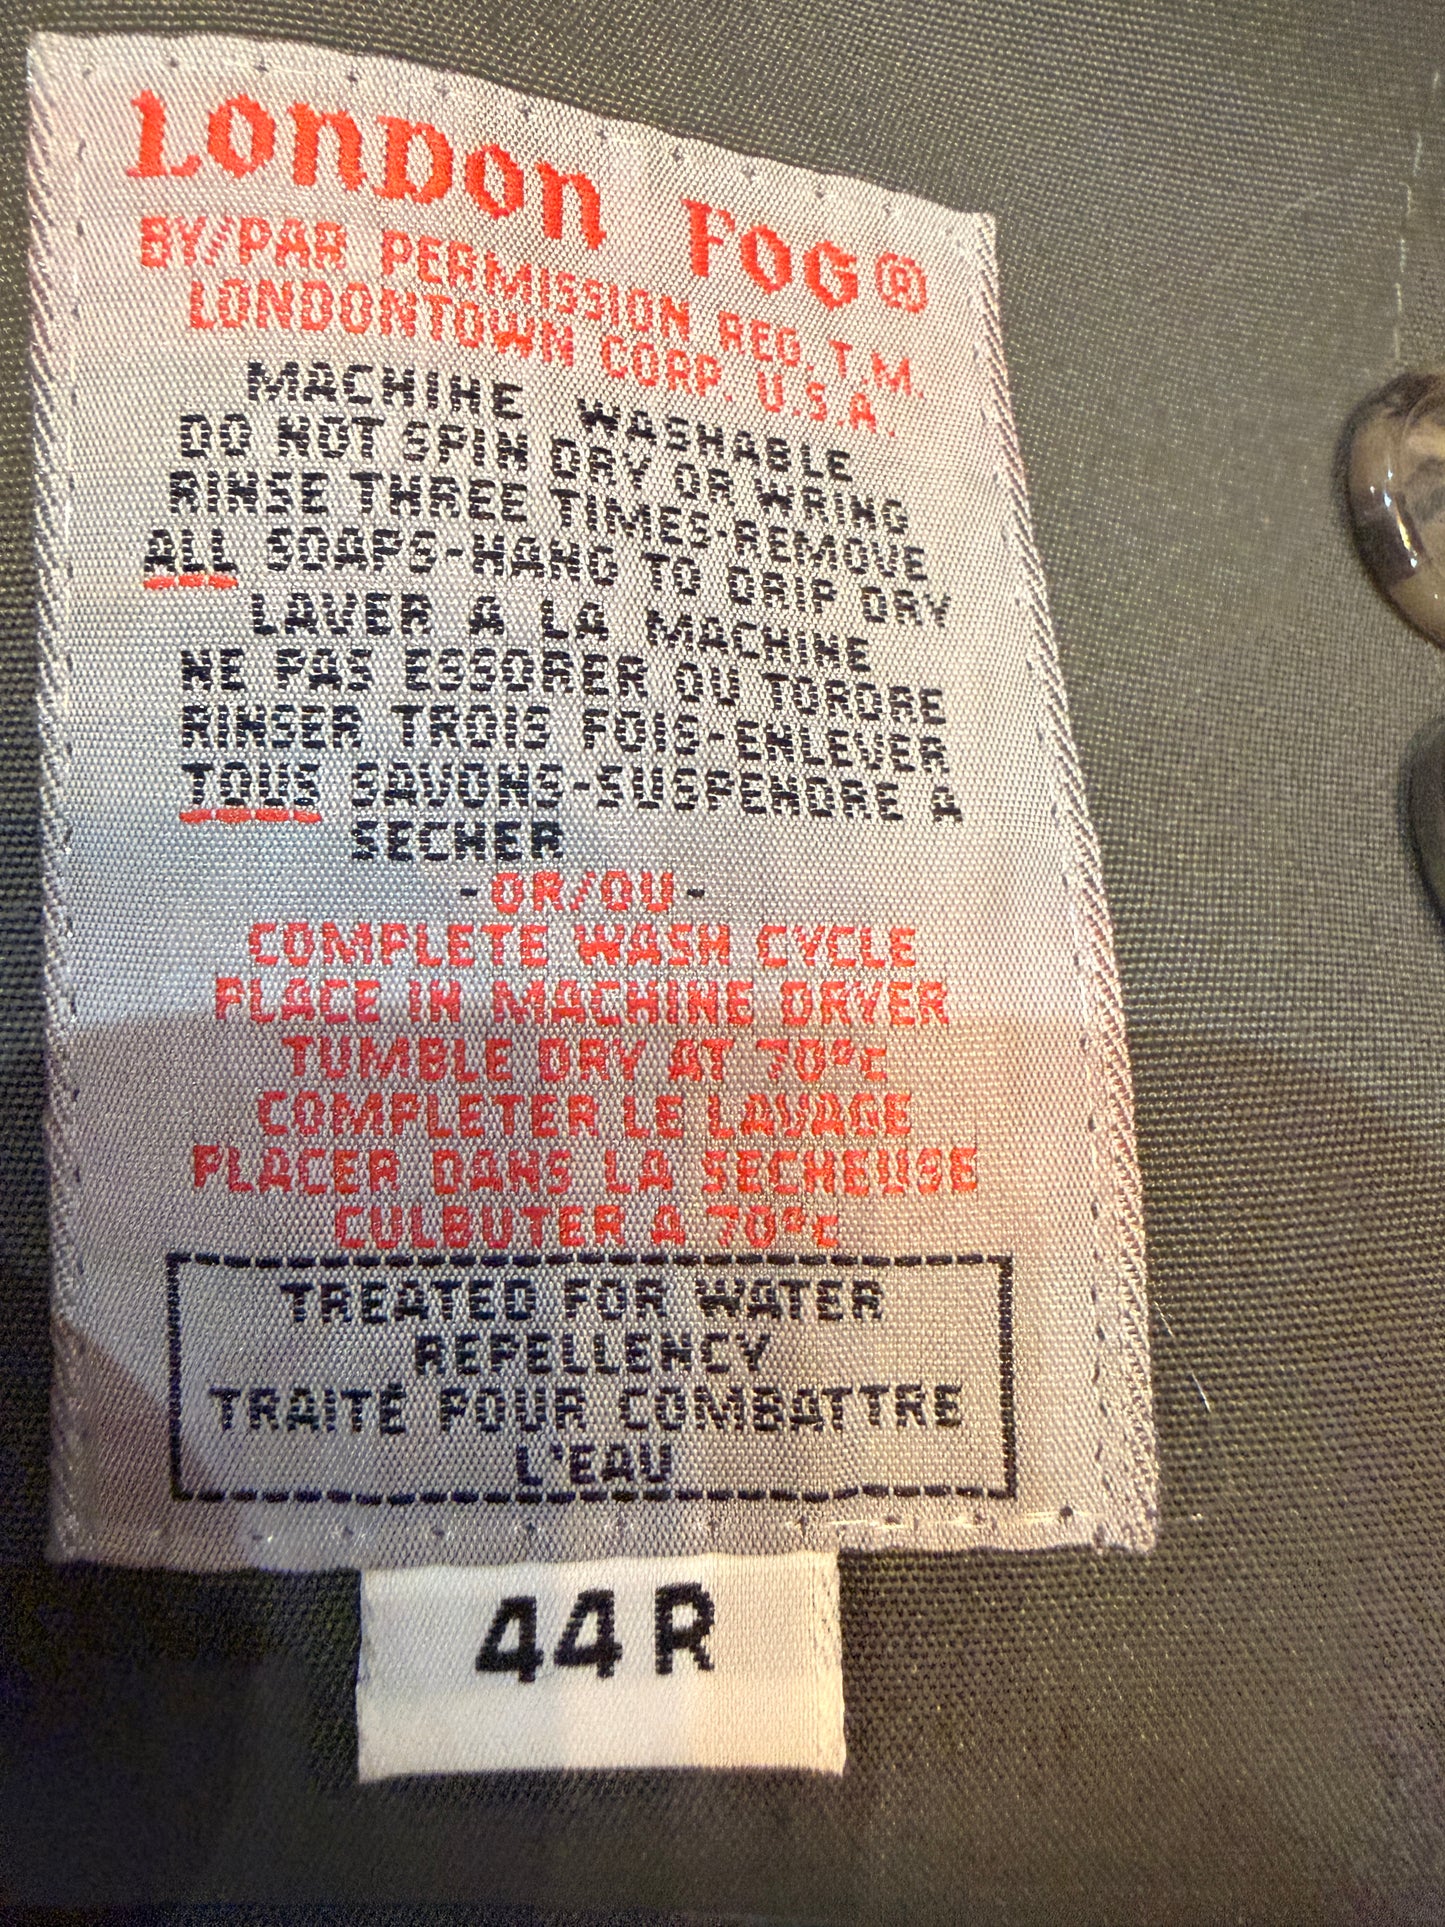 LONDON FOG®
BY/PAR PERMISSION REG. T.M.
LONDONTOWN CORP. U.S.A.
MACHINE WASHABLE
DO NOT SPIN DRY OR WRING
RINSE THREE TIMES-REMOVE
ALL SOAPS-HANG TO DRIP DRY
LAVER A LA MACHINE
NE PAS ESSORER OU TORDRE
RINSER TROIS FOIS-ENLEVER
TOUS SAVONS-SUSPENDRE A
SECHER
-OR/OU-
COMPLETE WASH CYCLE
PLACE IN MACHINE DRYER
TUMBLE DRY AT 70°C
COMPLETER LE LAVAGE
PLACER DANS LA SECHEUSE
CULBUTER A 70°C
TREATED FOR WATER
REPELLENCY
TRAITÉ POUR COMBATTRE
L'EAU
44R